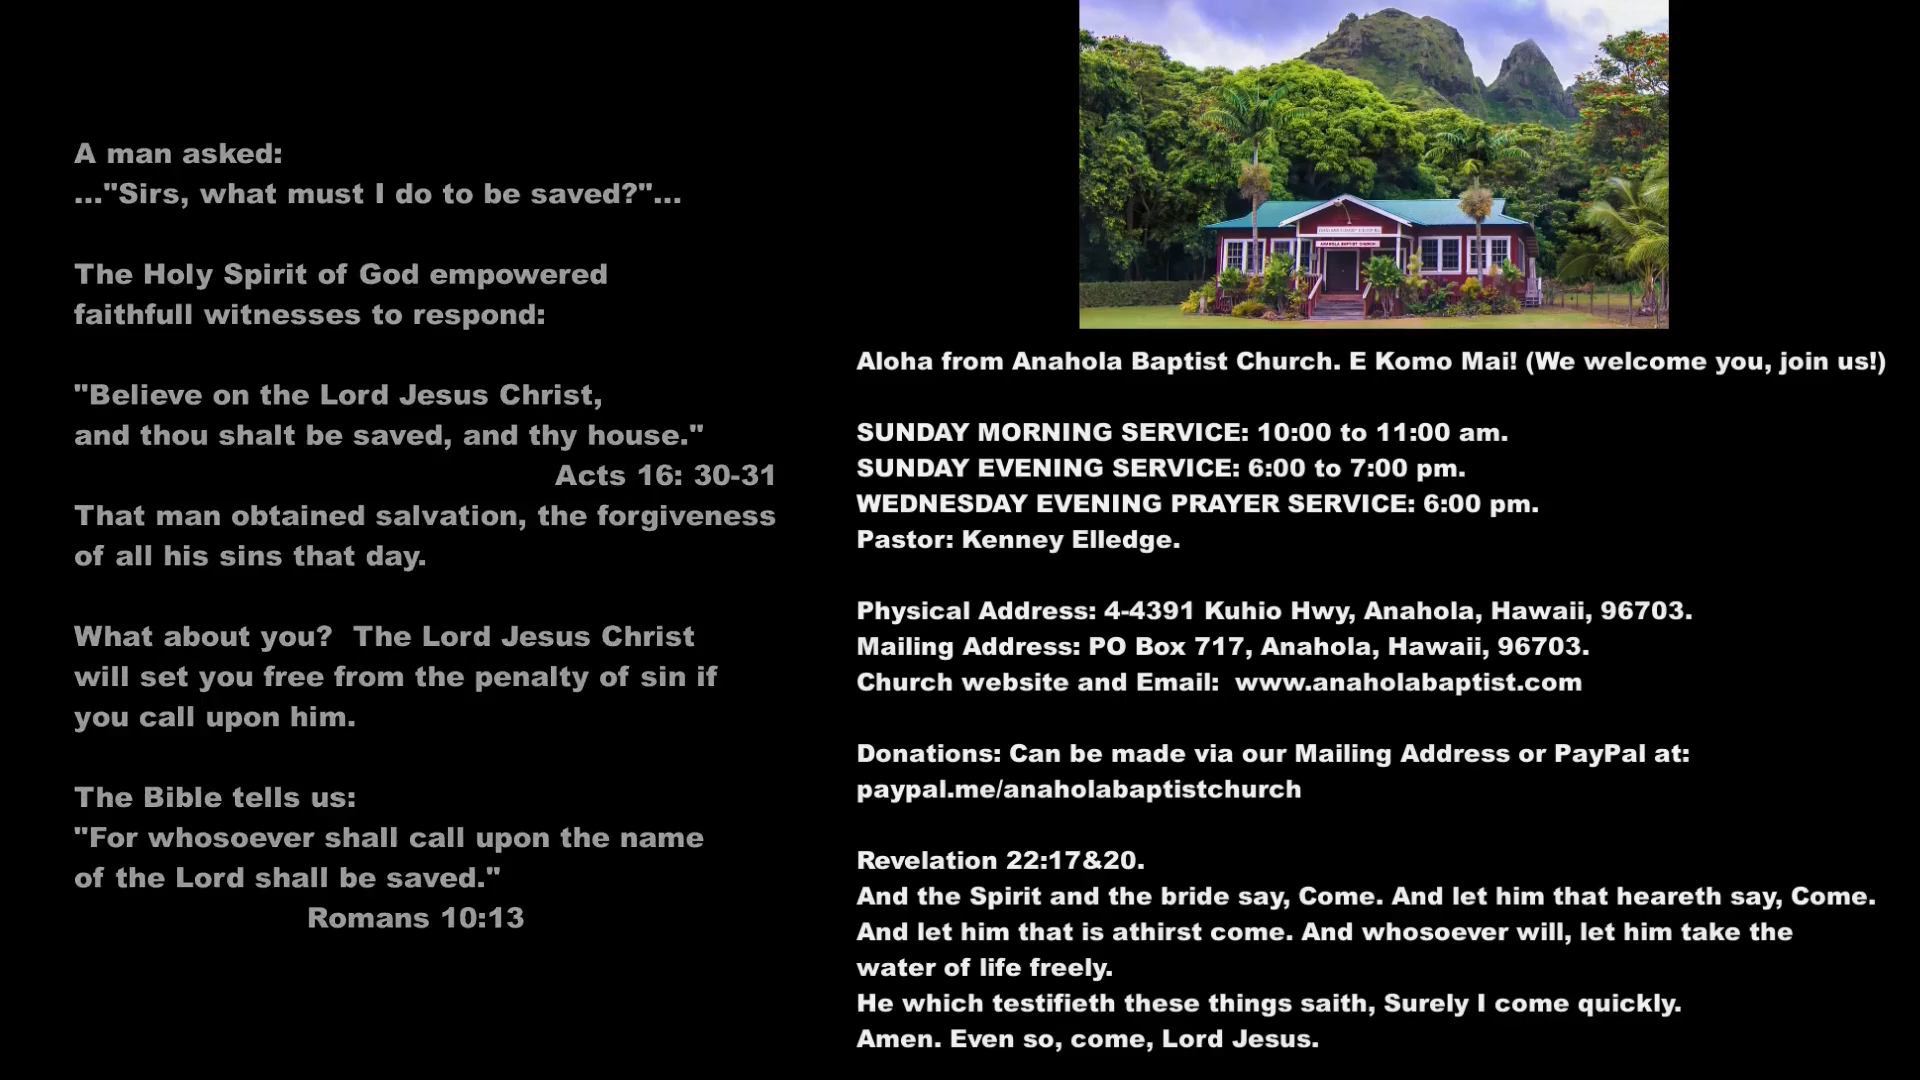 A man asked:
..."Sirs, what must I do to be saved?"...
The Holy Spirit of God empowered
faithfull witnesses to respond:
"Believe on the Lord Jesus Christ,
and thou shalt be saved, and thy house."
Acts 16: 30-31
That man obtained salvation, the forgiveness
of all his sins that day.
What about you?  The Lord Jesus Christ
will set you free from the penalty of sin if
you call upon him.
The Bible tells us:
"For whosoever shall call upon the name
of the Lord shall be saved."
Romans 10:13
ANAHOLA BAPTIST CHURCH
Aloha from Anahola Baptist Church. E Komo Mai! (We welcome you, join us!)
SUNDAY MORNING SERVICE: 10:00 to 11:00 am.
SUNDAY EVENING SERVICE: 6:00 to 7:00 pm.
WEDNESDAY EVENING PRAYER SERVICE: 6:00 pm.
Pastor: Kenney Elledge.
Physical Address: 4-4391 Kuhio Hwy, Anahola, Hawaii, 96703.
Mailing Address: PO Box 717, Anahola, Hawaii, 96703.
Church website and Email:  www.anaholabaptist.com
Donations: Can be made via our Mailing Address or PayPal at:
paypal.me/anaholabaptistchurch
Revelation 22:17&20.
And the Spirit and the bride say, Come. And let him that heareth say, Come.
And let him that is athirst come. And whosoever will, let him take the
water of life freely.
He which testifieth these things saith, Surely I come quickly.
Amen. Even so, come, Lord Jesus.